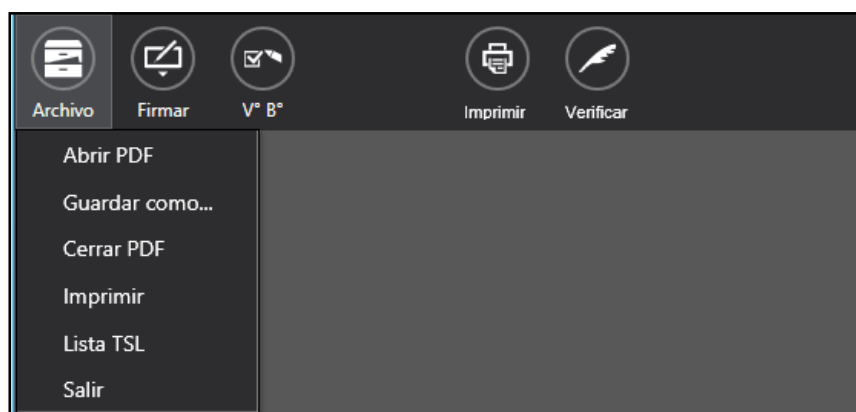 Archivo
Firmar
V° B°
Imprimir
Verificar
Abrir PDF
Guardar como...
Cerrar PDF
Imprimir
Lista TSL
Salir